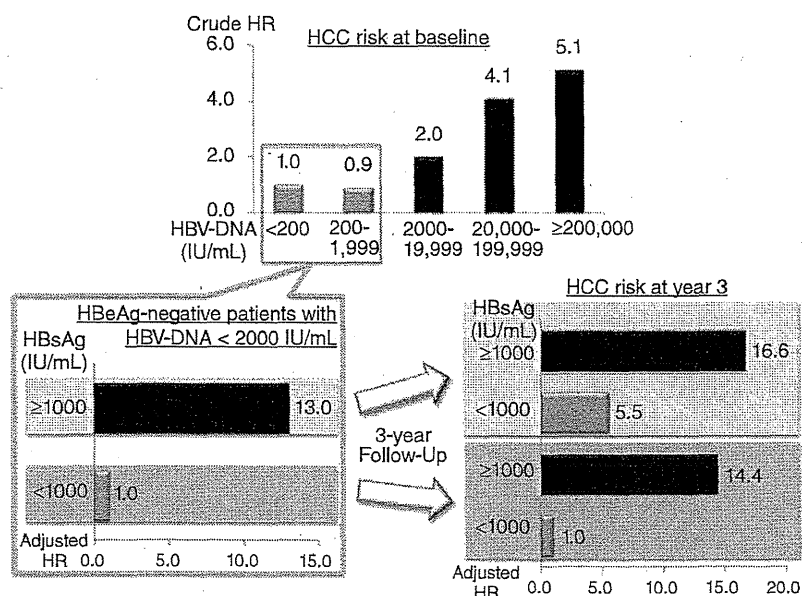 Crude HR
HCC risk at baseline
6.0
4.0
2.0
0.0
1.0
0.9
2.0
4.1
5.1
HBV-DNA <200 200- 2000- 20,000- ≥200,000
(IU/mL) 1,999 19,999 199,999
HBeAg-negative patients with
HBV-DNA < 2000 IU/mL
HBsAg
(IU/mL)
≥1000
13.0
<1000
1.0
Adjusted
HR
0.0 5.0 10.0 15.0
3-year
Follow-Up
HCC risk at year 3
HBsAg
(IU/mL)
≥1000
16.6
<1000
5.5
≥1000
14.4
<1000
1.0
Adjusted
HR
0.0 5.0 10.0 15.0 20.0